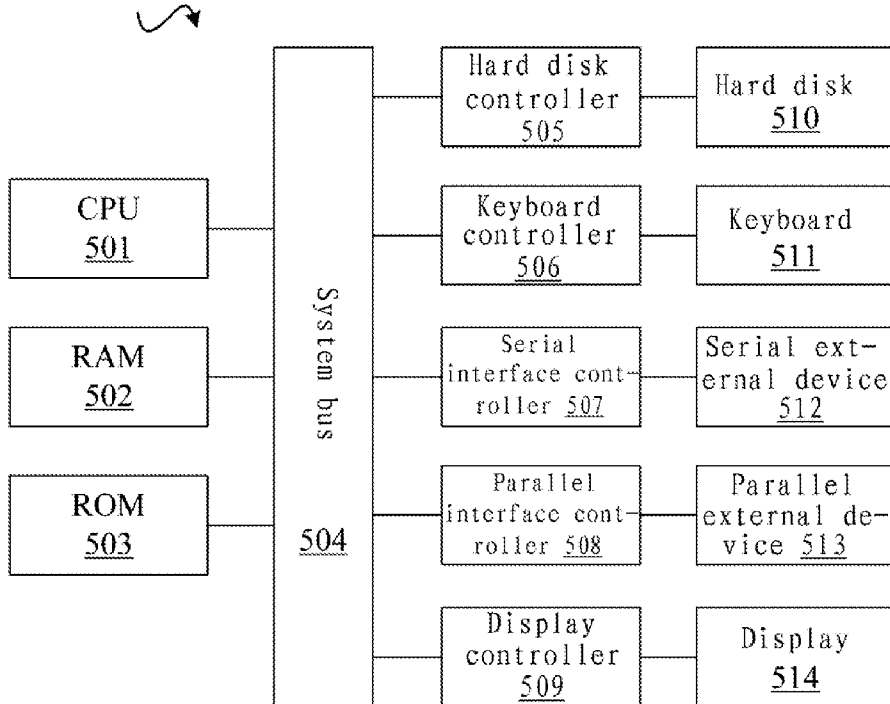 CPU
501
RAM
502
ROM
503
System bus
504
Hard disk
controller
505
Hard disk
510
Keyboard
controller
506
Keyboard
511
Serial
interface cont-
roller 507
Serial ext-
ernal device
512
Parallel
interface cont-
roller 508
Parallel
external de-
vice 513
Display
controller
509
Display
514